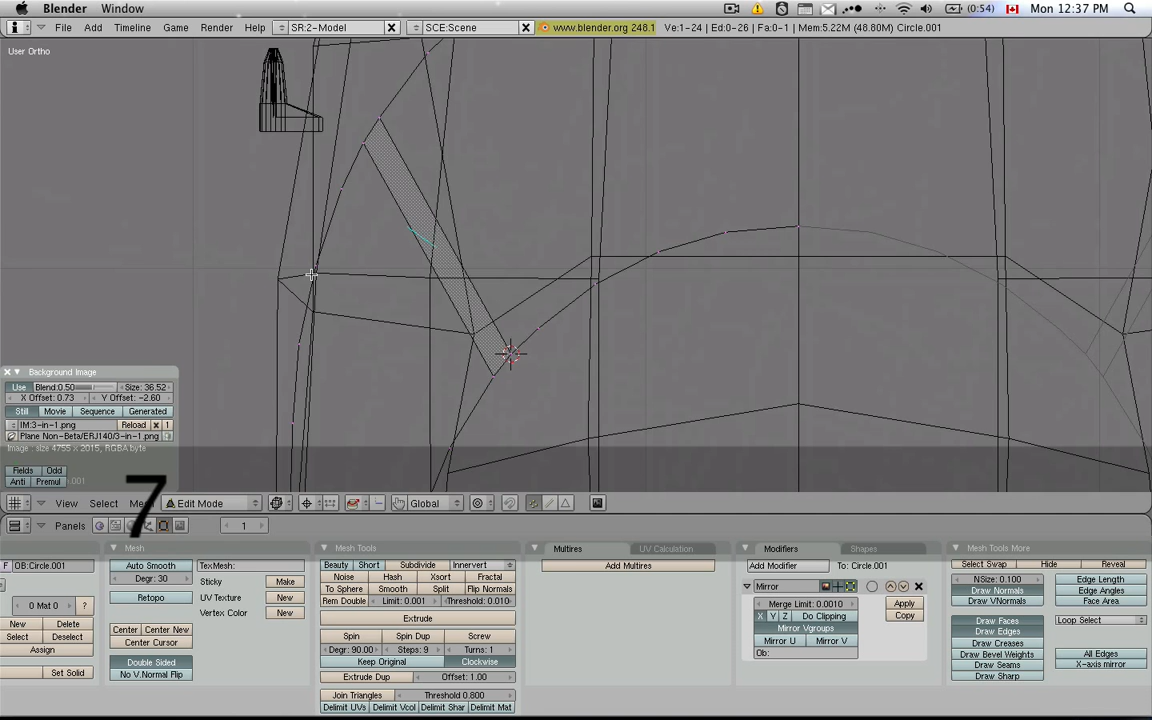 Blender Window (0:54) Mon 12:37 PM
File Add Timeline Game Render Help SR:2-Model SCE:Scene www.blender.org 248.1 Ve:1-24 | Ed:0-26 | Fa:0-1 | Mem:5.22M (48.80M) Circle.001
User Ortho
Background Image
Use Blend:0.50 Size: 36.52
X Offset: 0.73 Y Offset: -2.60
Still Movie Sequence Generated
IM:3-in-1.png Reload 1
Plane Non-Beta/ERJ140/3-in-1.png
Image : size 4755 x 2015, RGBA byte
Fields Odd
Anti Premul
7
View Select Edit Mode Global
Panels 1
Mesh Mesh Tools Multires UV Calculation Modifiers Shapes Mesh Tools More
F OB:Circle.001
0 Mat 0 ?
New Delete
Select Deselect
Assign
Set Solid
Auto Smooth TexMesh:
Degr: 30 Sticky Make
Retopo UV Texture New
Vertex Color New
Center Center New
Center Cursor
Double Sided
No V.Normal Flip
Beauty Short Subdivide Innervert
Noise Hash Xsort Fractal
To Sphere Smooth Split Flip Normals
Rem Double Limit: 0.001 Threshold: 0.010
Extrude
Spin Spin Dup Screw
Degr: 90.00 Steps: 9 Turns: 1
Keep Original Clockwise
Extrude Dup Offset: 1.00
Join Triangles Threshold 0.800
Delimit UVs Delimit Vcol Delimit Shar Delimit Mat
Add Multires
Add Modifier To: Circle.001
Mirror
Merge Limit: 0.0010 Apply
X Y Z Do Clipping Copy
Mirror Vgroups
Mirror U Mirror V
Ob:
Select Swap Hide Reveal
NSize: 0.100 Edge Length
Draw Normals Edge Angles
Draw VNormals Face Area
Draw Faces Loop Select
Draw Edges
Draw Creases
Draw Bevel Weights All Edges
Draw Seams X-axis mirror
Draw Sharp